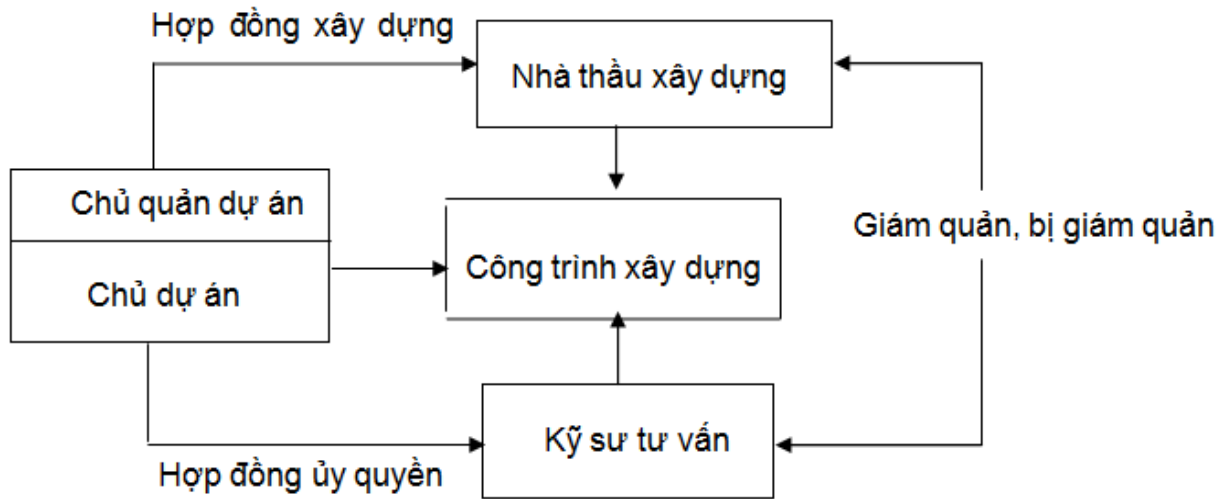 Hợp đồng xây dựng
Nhà thầu xây dựng
Chủ quản dự án
Giám quản, bị giám quản
Công trình xây dựng
Chủ dự án
Kỹ sư tư vấn
Hợp đồng ủy quyền